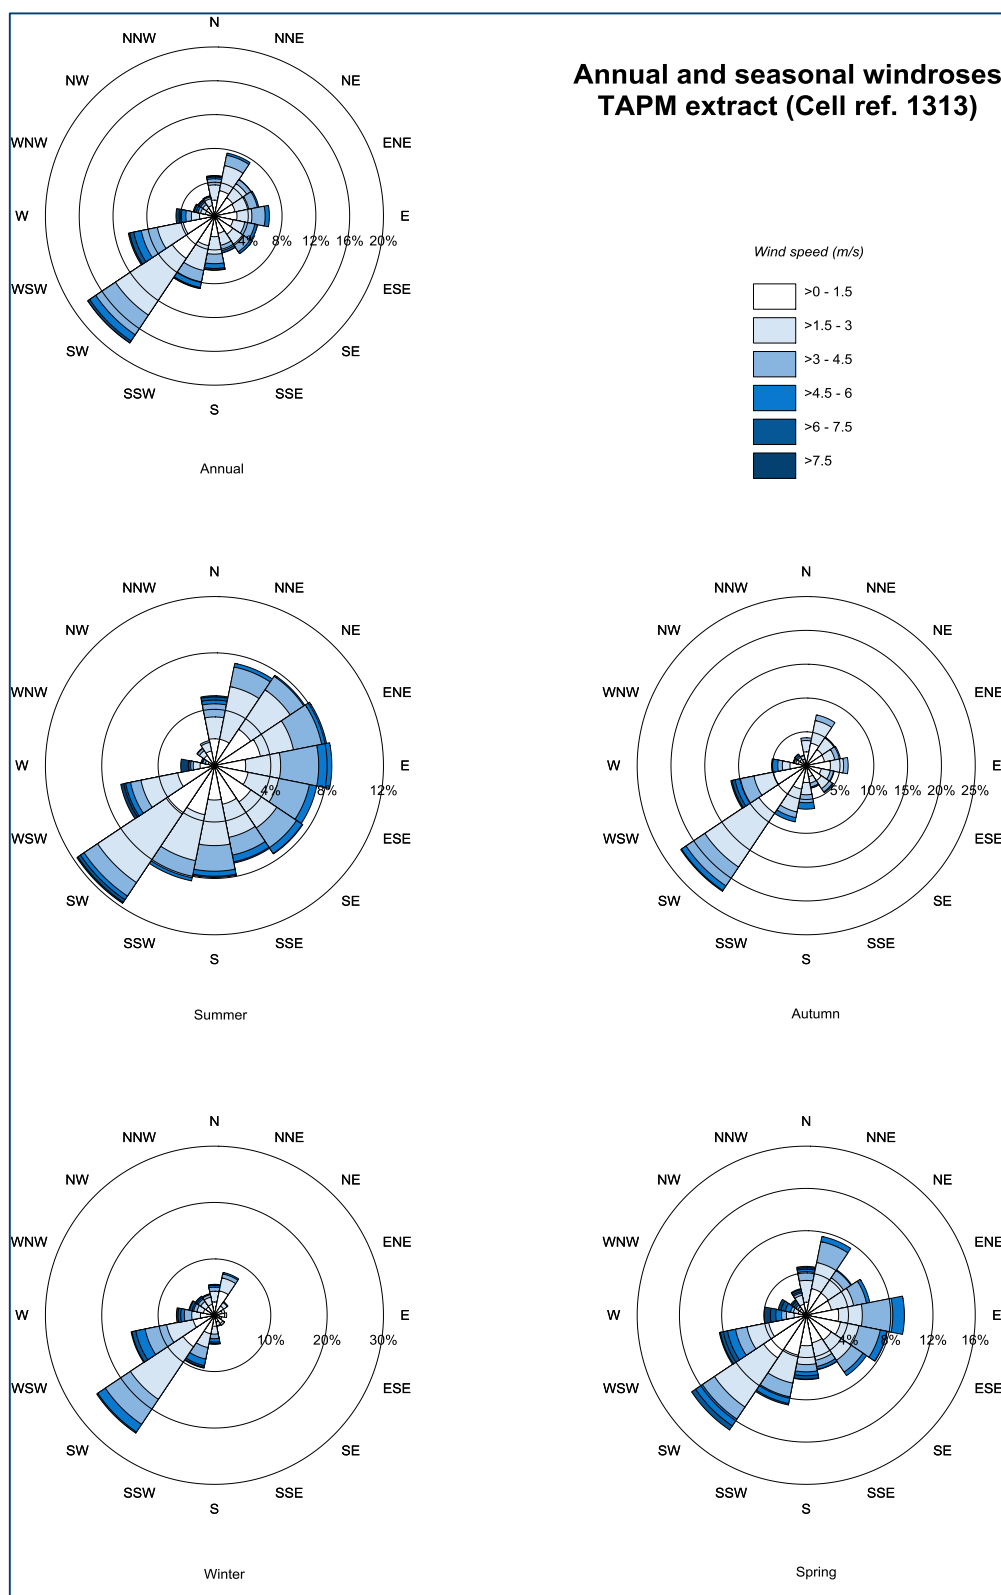 Annual and seasonal windroses
TAPM extract (Cell ref. 1313)
N
NNW NNE
NW NE
WNW ENE
W E
4% 8% 12% 16% 20%
WSW ESE
SW SE
SSW SSE
S
Annual
Wind speed (m/s)
>0 - 1.5
>1.5 - 3
>3 - 4.5
>4.5 - 6
>6 - 7.5
>7.5
N
NNW NNE
NW NE
WNW ENE
W E
4% 8% 12%
WSW ESE
SW SE
SSW SSE
S
Summer
N
NNW NNE
NW NE
WNW ENE
W E
5% 10% 15% 20% 25%
WSW ESE
SW SE
SSW SSE
S
Autumn
N
NNW NNE
NW NE
WNW ENE
W E
10% 20% 30%
WSW ESE
SW SE
SSW SSE
S
Winter
N
NNW NNE
NW NE
WNW ENE
W E
4% 8% 12% 16%
WSW ESE
SW SE
SSW SSE
S
Spring